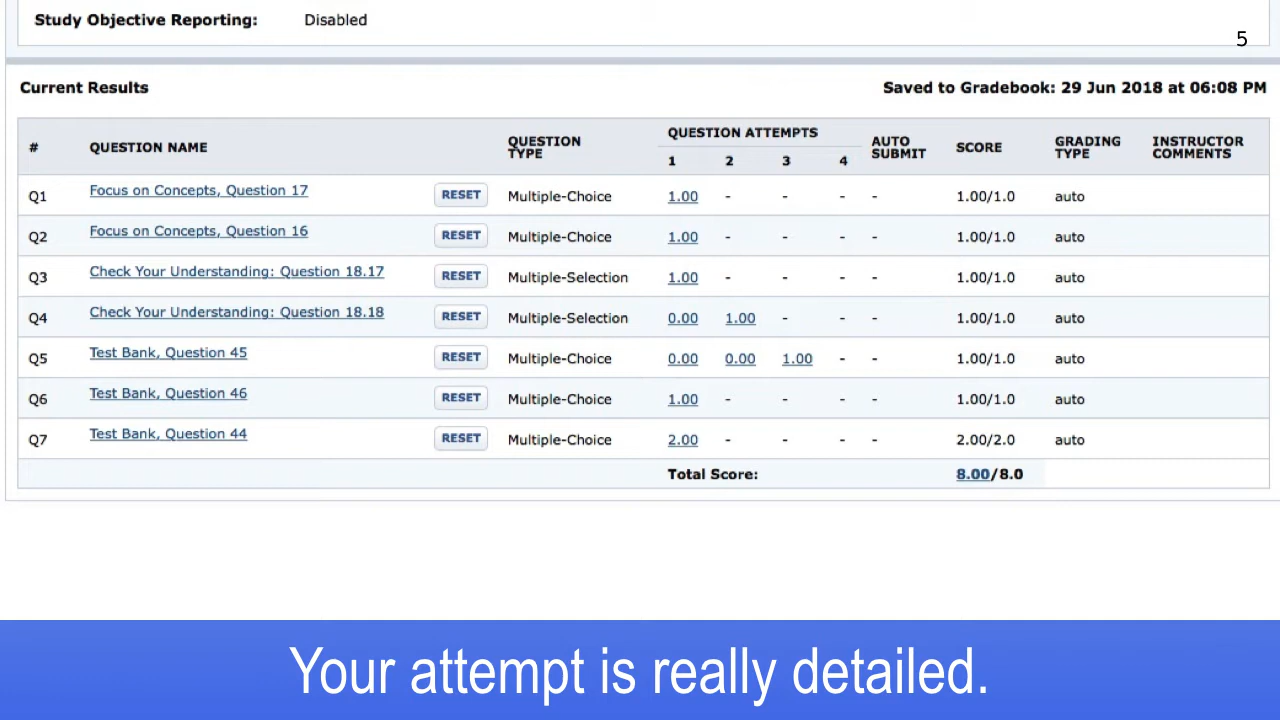 Study Objective Reporting: Disabled
5
Current Results Saved to Gradebook: 29 Jun 2018 at 06:08 PM
# QUESTION NAME QUESTION TYPE QUESTION ATTEMPTS 1 2 3 4 AUTO SUBMIT SCORE GRADING TYPE INSTRUCTOR COMMENTS
Q1 Focus on Concepts, Question 17 RESET Multiple-Choice 1.00 - - - - 1.00/1.0 auto
Q2 Focus on Concepts, Question 16 RESET Multiple-Choice 1.00 - - - - 1.00/1.0 auto
Q3 Check Your Understanding: Question 18.17 RESET Multiple-Selection 1.00 - - - - 1.00/1.0 auto
Q4 Check Your Understanding: Question 18.18 RESET Multiple-Selection 0.00 1.00 - - - 1.00/1.0 auto
Q5 Test Bank, Question 45 RESET Multiple-Choice 0.00 0.00 1.00 - - 1.00/1.0 auto
Q6 Test Bank, Question 46 RESET Multiple-Choice 1.00 - - - - 1.00/1.0 auto
Q7 Test Bank, Question 44 RESET Multiple-Choice 2.00 - - - - 2.00/2.0 auto
Total Score: 8.00/8.0
Your attempt is really detailed.